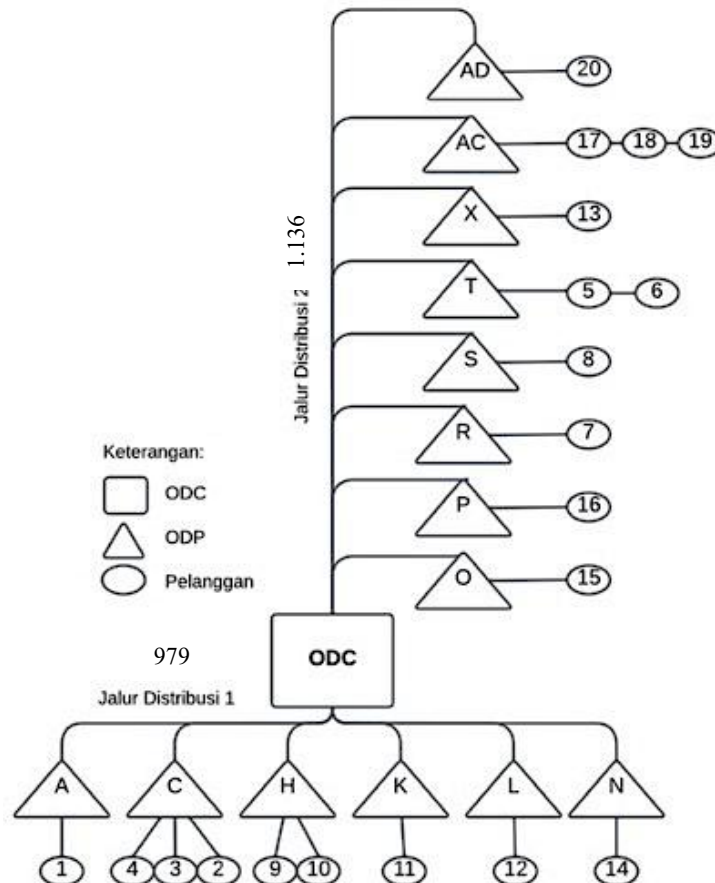 AD 20
AC 17 18 19
X 13
1.136
T 5 6
Jalur Distribusi 2
S 8
R 7
Keterangan:
ODC
P 16
ODP
Pelanggan
O 15
979
ODC
Jalur Distribusi 1
A C H K L N
1 4 3 2 9 10 11 12 14